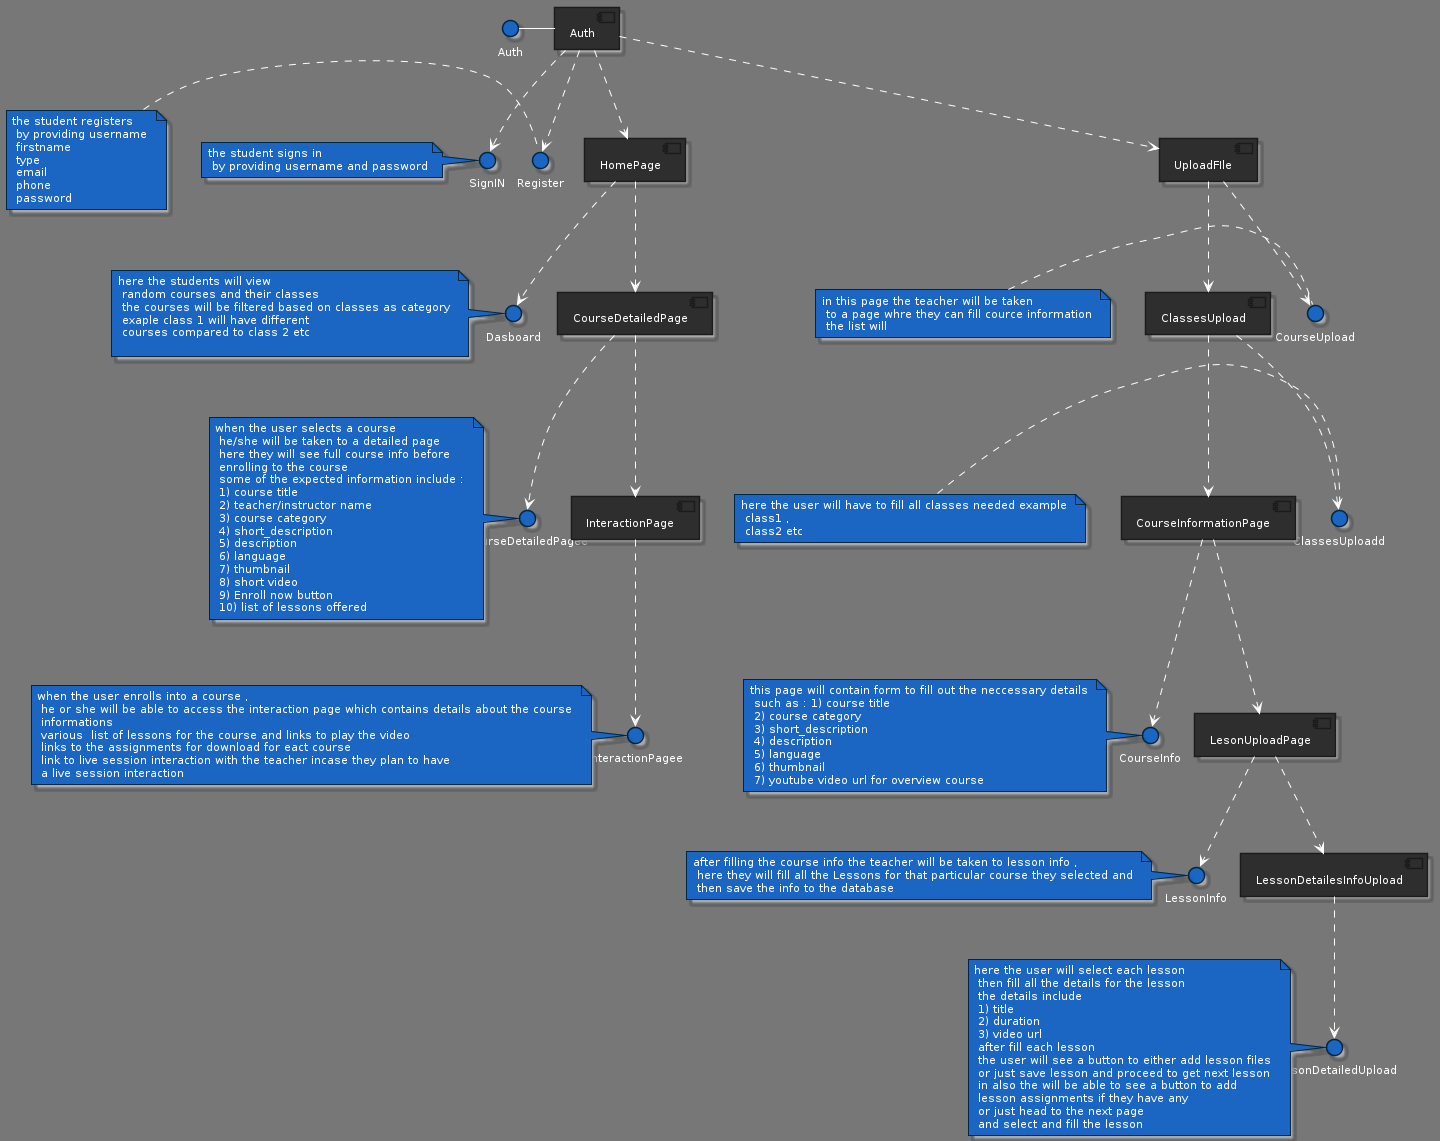 Auth
Auth
the student registers
by providing username
firstname
type
email
phone
password
the student signs in
by providing username and password
SignIN
Register
HomePage
UploadFIle
here the students will view
random courses and their classes
the courses will be filtered based on classes as category
exaple class 1 will have different
courses compared to class 2 etc
Dasboard
CourseDetailedPage
in this page the teacher will be taken
to a page whre they can fill cource information
the list will
ClassesUpload
CourseUpload
when the user selects a course
he/she will be taken to a detailed page
here they will see full course info before
enrolling to the course
some of the expected information include :
1) course title
2) teacher/instructor name
3) course category
4) short_description
5) description
6) language
7) thumbnail
8) short video
9) Enroll now button
10) list of lessons offered
rseDetailedPage
InteractionPage
here the user will have to fill all classes needed example
class1 ,
class2 etc
CourseInformationPage
ClassesUploadd
when the user enrolls into a course ,
he or she will be able to access the interaction page which contains details about the course
informations
various  list of lessons for the course and links to play the video
links to the assignments for download for eact course
link to live session interaction with the teacher incase they plan to have
a live session interaction
nteractionPagee
this page will contain form to fill out the neccessary details
such as : 1) course title
2) course category
3) short_description
4) description
5) language
6) thumbnail
7) youtube video url for overview course
CourseInfo
LesonUploadPage
after filling the course info the teacher will be taken to lesson info ,
here they will fill all the Lessons for that particular course they selected and
then save the info to the database
LessonInfo
LessonDetailesInfoUpload
here the user will select each lesson
then fill all the details for the lesson
the details include
1) title
2) duration
3) video url
after fill each lesson
the user will see a button to either add lesson files
or just save lesson and proceed to get next lesson
in also the will be able to see a button to add
lesson assignments if they have any
or just head to the next page
and select and fill the lesson
sonDetailedUpload